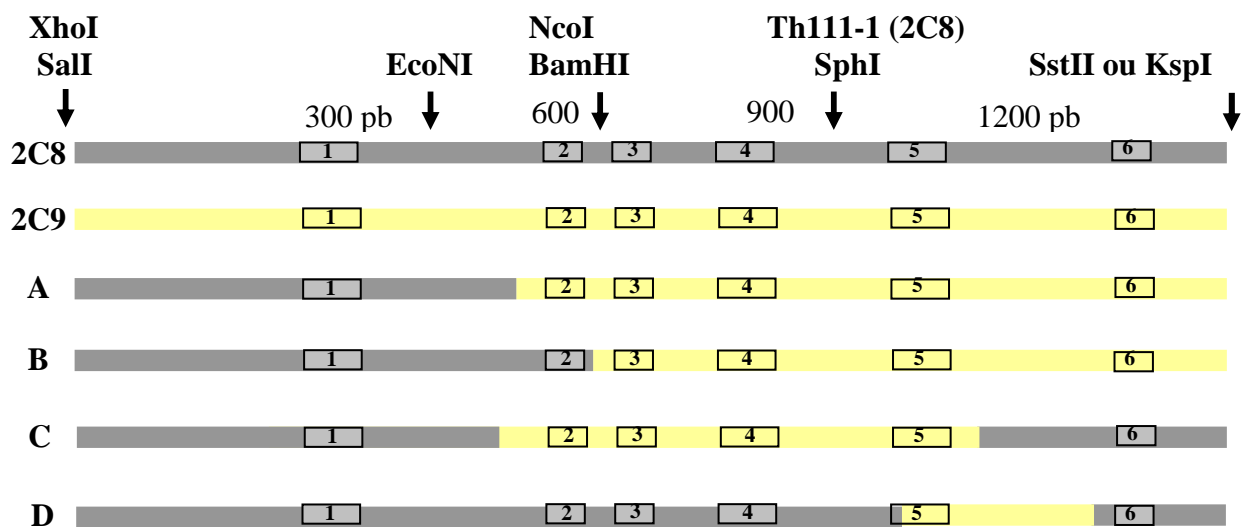 XhoI NcoI Th111-1 (2C8)
SalI EcoNI BamHI SphI SstII ou KspI
300 pb 600 900 1200 pb
2C8 1 2 3 4 5 6
2C9 1 2 3 4 5 6
A 1 2 3 4 5 6
B 1 2 3 4 5 6
C 1 2 3 4 5 6
D 1 2 3 4 5 6